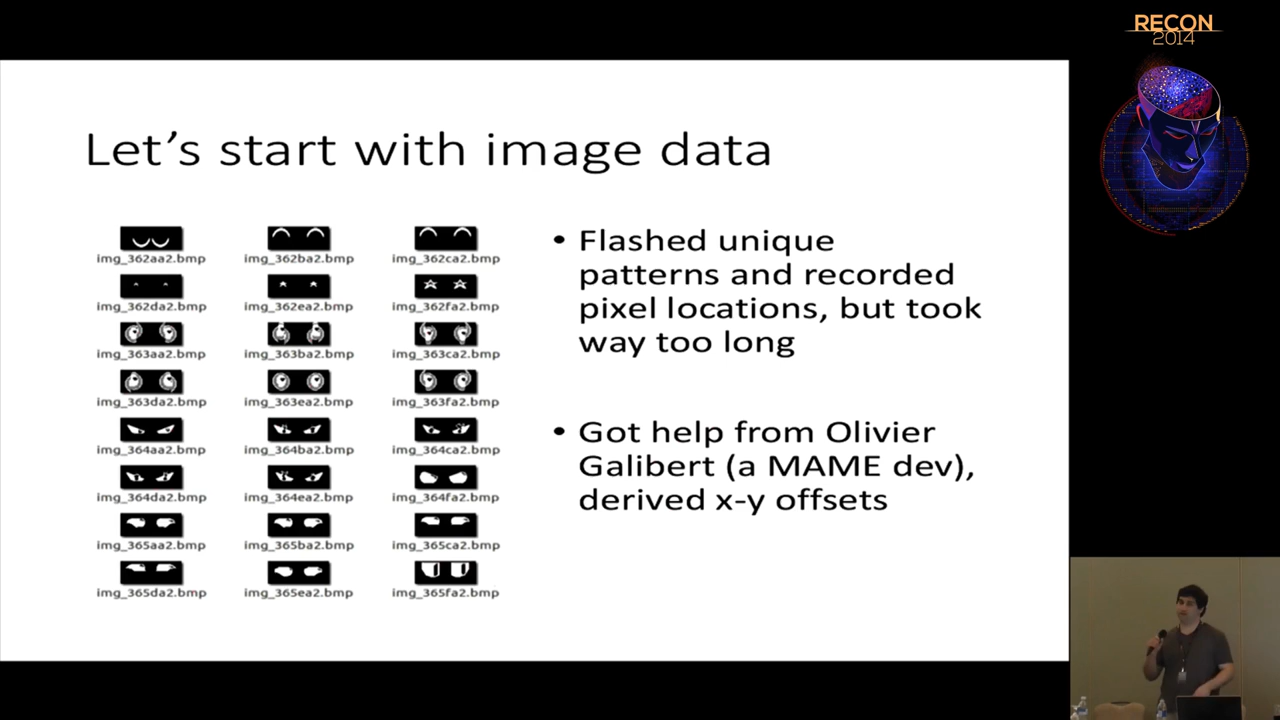 RECON
2014
Let's start with image data
img_362aa2.bmp img_362ba2.bmp img_362ca2.bmp
img_362da2.bmp img_362ea2.bmp img_362fa2.bmp
img_363aa2.bmp img_363ba2.bmp img_363ca2.bmp
img_363da2.bmp img_363ea2.bmp img_363fa2.bmp
img_364aa2.bmp img_364ba2.bmp img_364ca2.bmp
img_364da2.bmp img_364ea2.bmp img_364fa2.bmp
img_365aa2.bmp img_365ba2.bmp img_365ca2.bmp
img_365da2.bmp img_365ea2.bmp img_365fa2.bmp
• Flashed unique
patterns and recorded
pixel locations, but took
way too long
• Got help from Olivier
Galibert (a MAME dev),
derived x-y offsets